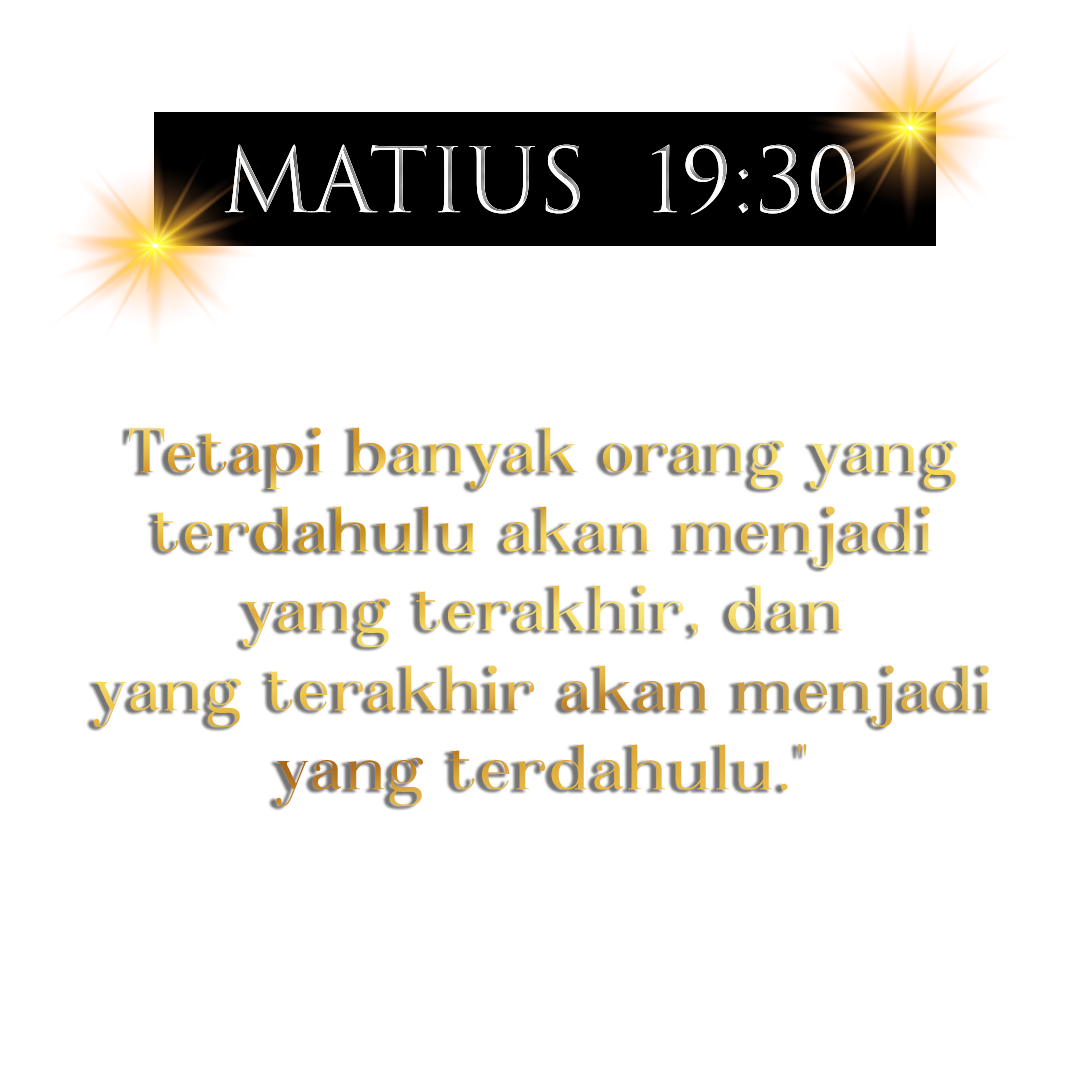 MATIUS 19:30
Tetapi banyak orang yang
terdahulu akan menjadi
yang terakhir, dan
yang terakhir akan menjadi
yang terdahulu."